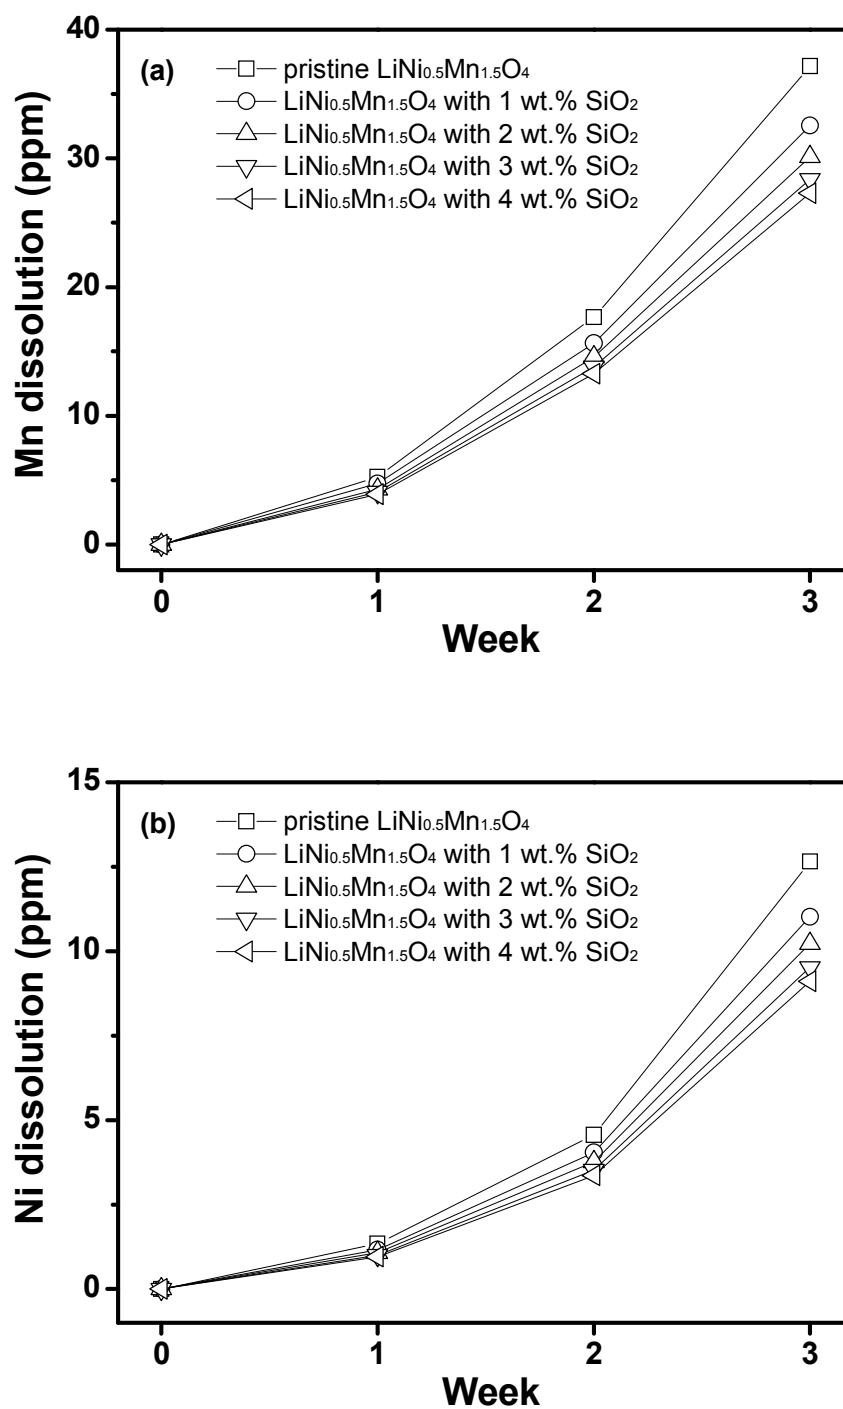 40
(a)
pristine LiNi0.5Mn1.5O4
LiNi0.5Mn1.5O4 with 1 wt.% SiO2
LiNi0.5Mn1.5O4 with 2 wt.% SiO2
LiNi0.5Mn1.5O4 with 3 wt.% SiO2
LiNi0.5Mn1.5O4 with 4 wt.% SiO2
30
20
10
0
Mn dissolution (ppm)
0 1 2 3
Week
15
(b)
pristine LiNi0.5Mn1.5O4
LiNi0.5Mn1.5O4 with 1 wt.% SiO2
LiNi0.5Mn1.5O4 with 2 wt.% SiO2
LiNi0.5Mn1.5O4 with 3 wt.% SiO2
LiNi0.5Mn1.5O4 with 4 wt.% SiO2
10
5
0
Ni dissolution (ppm)
0 1 2 3
Week